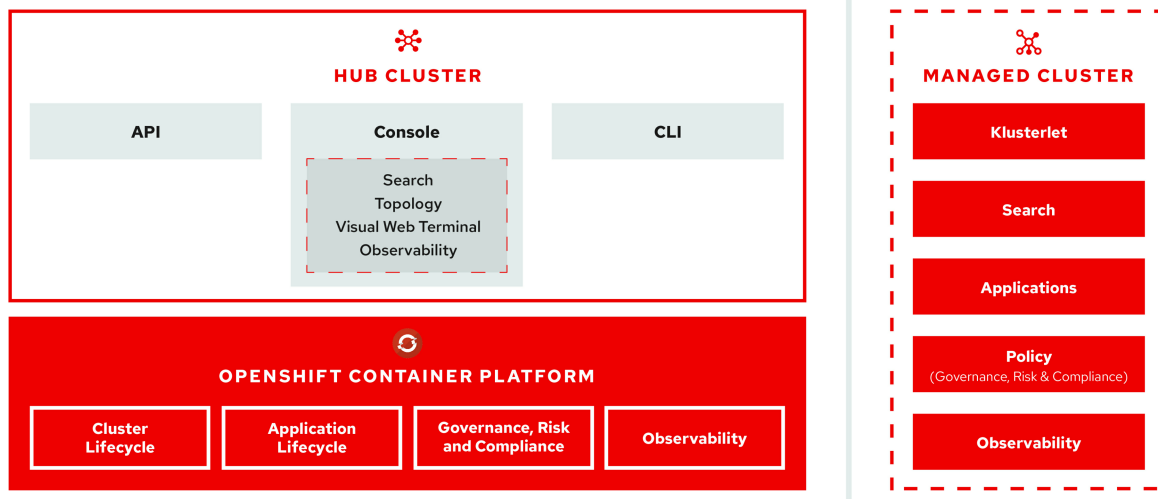 HUB CLUSTER
API
Console
CLI
Search
Topology
Visual Web Terminal
Observability
OPENSHIFT CONTAINER PLATFORM
Cluster
Lifecycle
Application
Lifecycle
Governance, Risk
and Compliance
Observability
MANAGED CLUSTER
Klusterlet
Search
Applications
Policy
(Governance, Risk & Compliance)
Observability